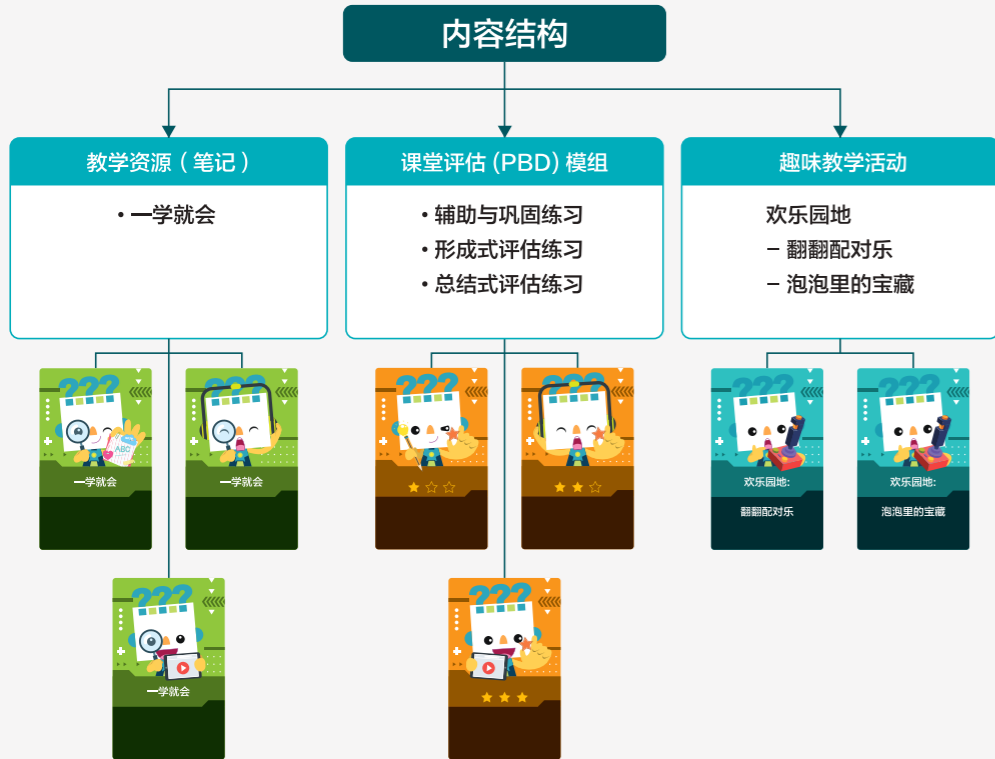 内容结构
教学资源（笔记）
• 一学就会
课堂评估 (PBD) 模组
• 辅助与巩固练习
• 形成式评估练习
• 总结式评估练习
趣味教学活动
欢乐园地
– 翻翻配对乐
– 泡泡里的宝藏
???
ABC
一学就会
???
一学就会
???
一学就会
???
???
???
???
欢乐园地:
翻翻配对乐
???
欢乐园地:
泡泡里的宝藏